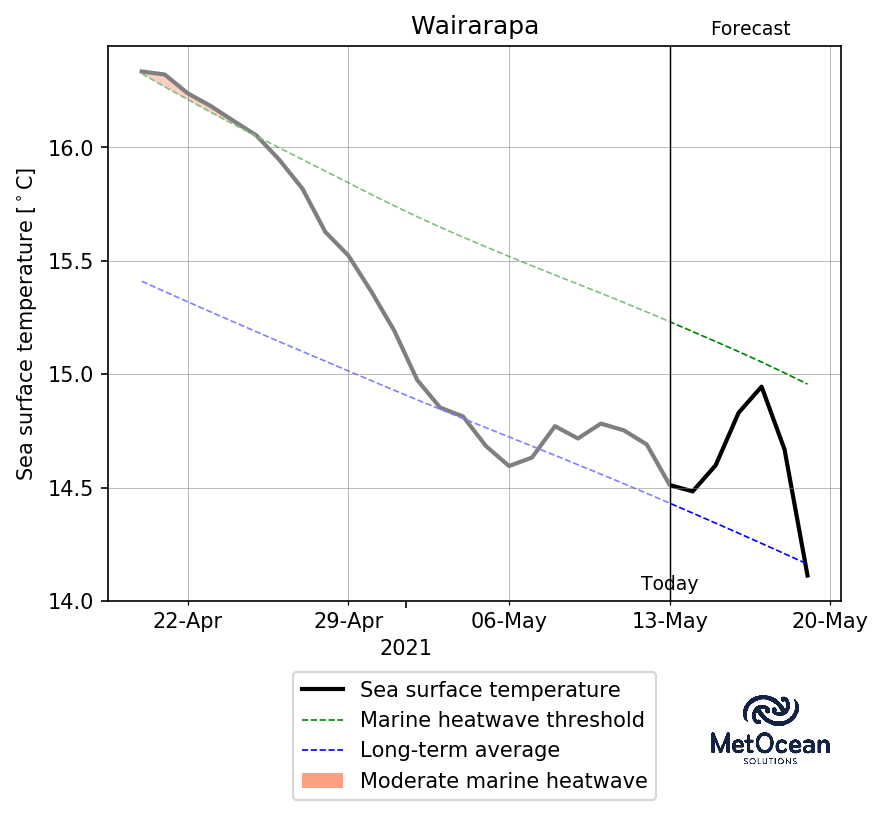 Wairarapa
Forecast
Sea surface temperature [°C]
16.0
15.5
15.0
14.5
14.0
Today
22-Apr 29-Apr 06-May 13-May 20-May
2021
Sea surface temperature
Marine heatwave threshold
Long-term average
Moderate marine heatwave
MetOcean
SOLUTIONS